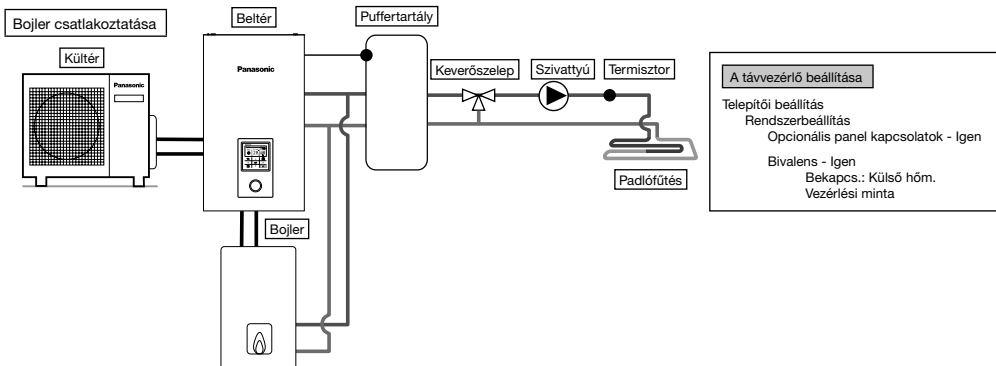 Bojler csatlakoztatása
Kültér
Panasonic
Beltér
Panasonic
Bojler
Puffertartály
Keverőszelep
Szivattyú
Termisztor
Padlófűtés
A távvezérlő beállítása
Telepítői beállítás
Rendszerbeállítás
Opcionális panel kapcsolatok - Igen
Bivalens - Igen
Bekapcs.: Külső hőm.
Vezérlési minta